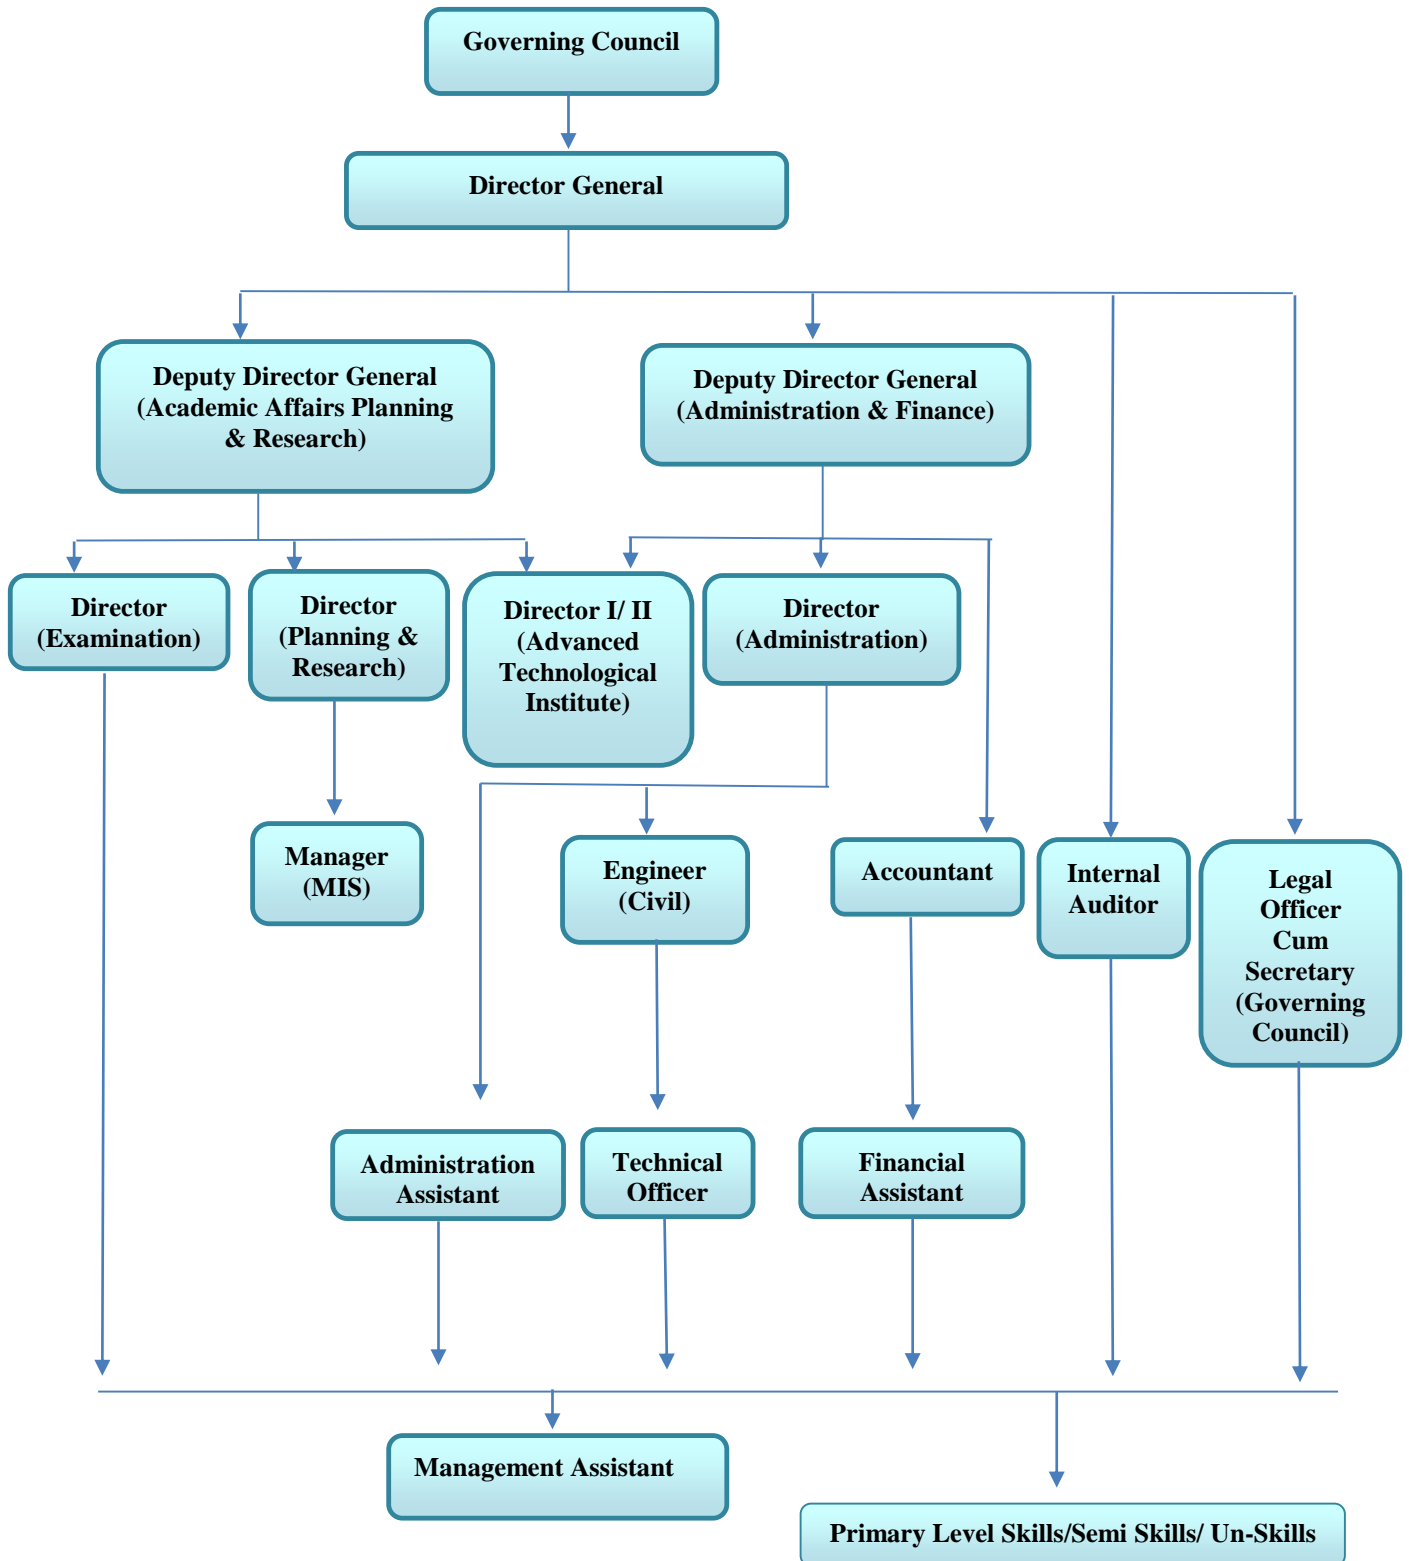 Governing Council
Director General
Deputy Director General
(Academic Affairs Planning
& Research)
Deputy Director General
(Administration & Finance)
Director
(Examination)
Director
(Planning &
Research)
Director I/ II
(Advanced
Technological
Institute)
Director
(Administration)
Manager
(MIS)
Engineer
(Civil)
Accountant
Internal
Auditor
Legal
Officer
Cum
Secretary
(Governing
Council)
Administration
Assistant
Technical
Officer
Financial
Assistant
Management Assistant
Primary Level Skills/Semi Skills/ Un-Skills